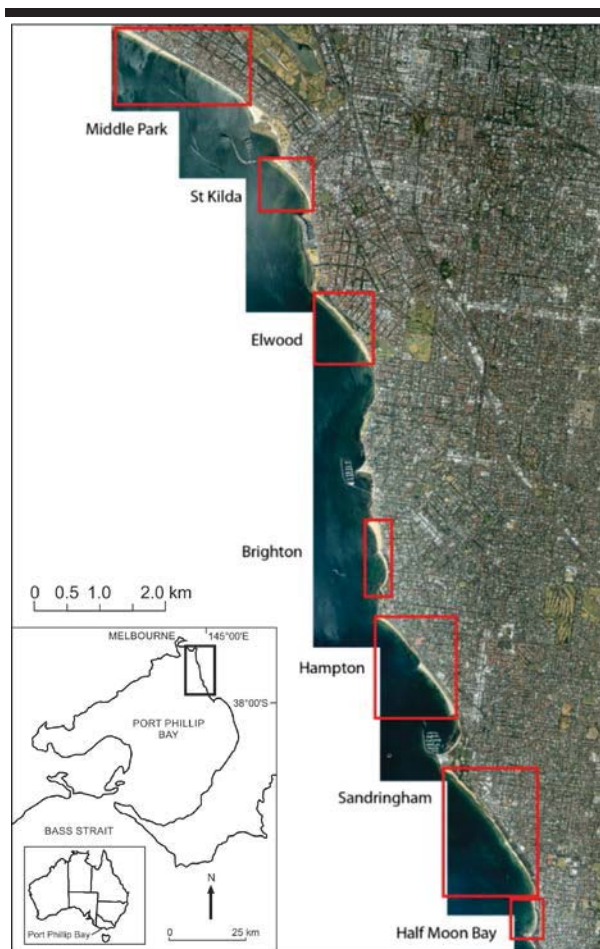 Middle Park
St Kilda
Elwood
Brighton
0 0.5 1.0 2.0 km
Hampton
Sandringham
Half Moon Bay
MELBOURNE 145°00'E
38°00'S
PORT PHILLIP
BAY
BASS STRAIT
N
Port Phillip Bay
0 25 km